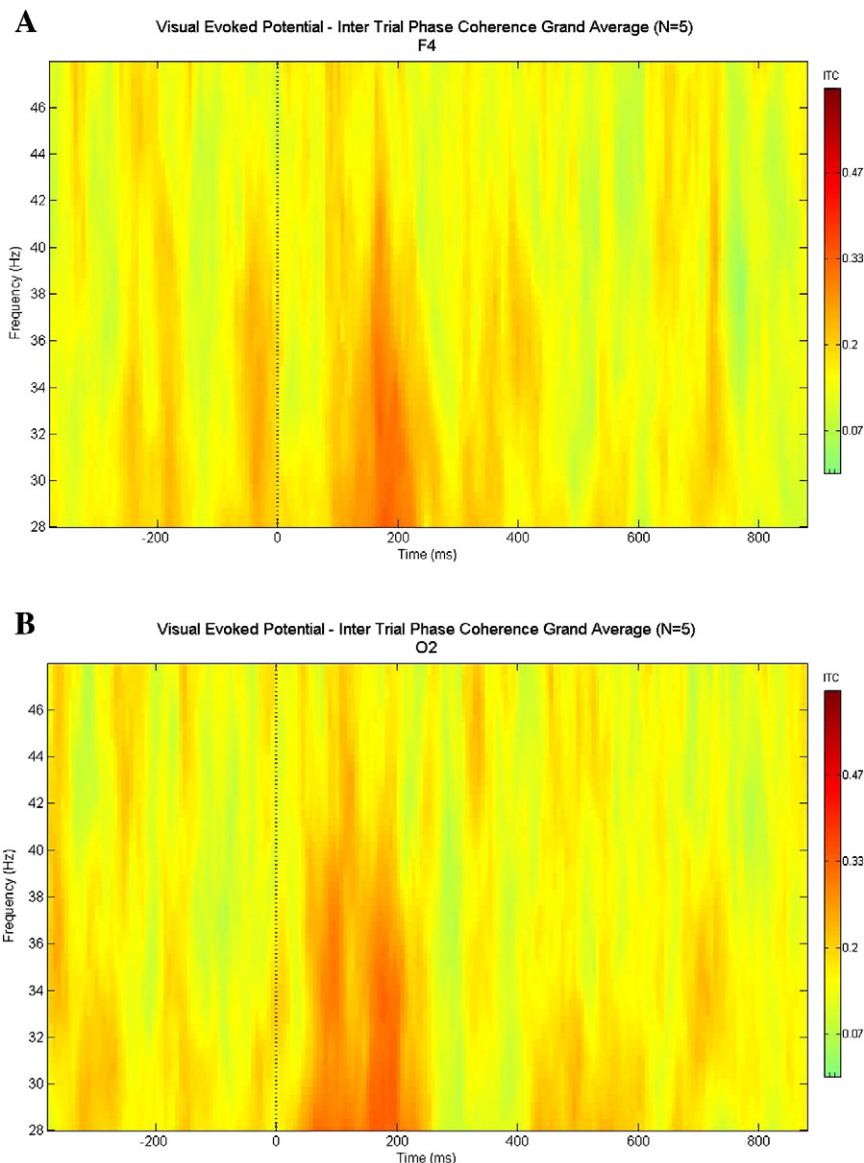 A
Visual Evoked Potential - Inter Trial Phase Coherence Grand Average (N=5)
F4
ITC
46
44
42
40
38
36
34
32
30
28
Frequency (Hz)
0.47
0.33
0.2
0.07
-200 0 200 400 600 800
Time (ms)
B
Visual Evoked Potential - Inter Trial Phase Coherence Grand Average (N=5)
O2
ITC
46
44
42
40
38
36
34
32
30
28
Frequency (Hz)
0.47
0.33
0.2
0.07
-200 0 200 400 600 800
Time (ms)